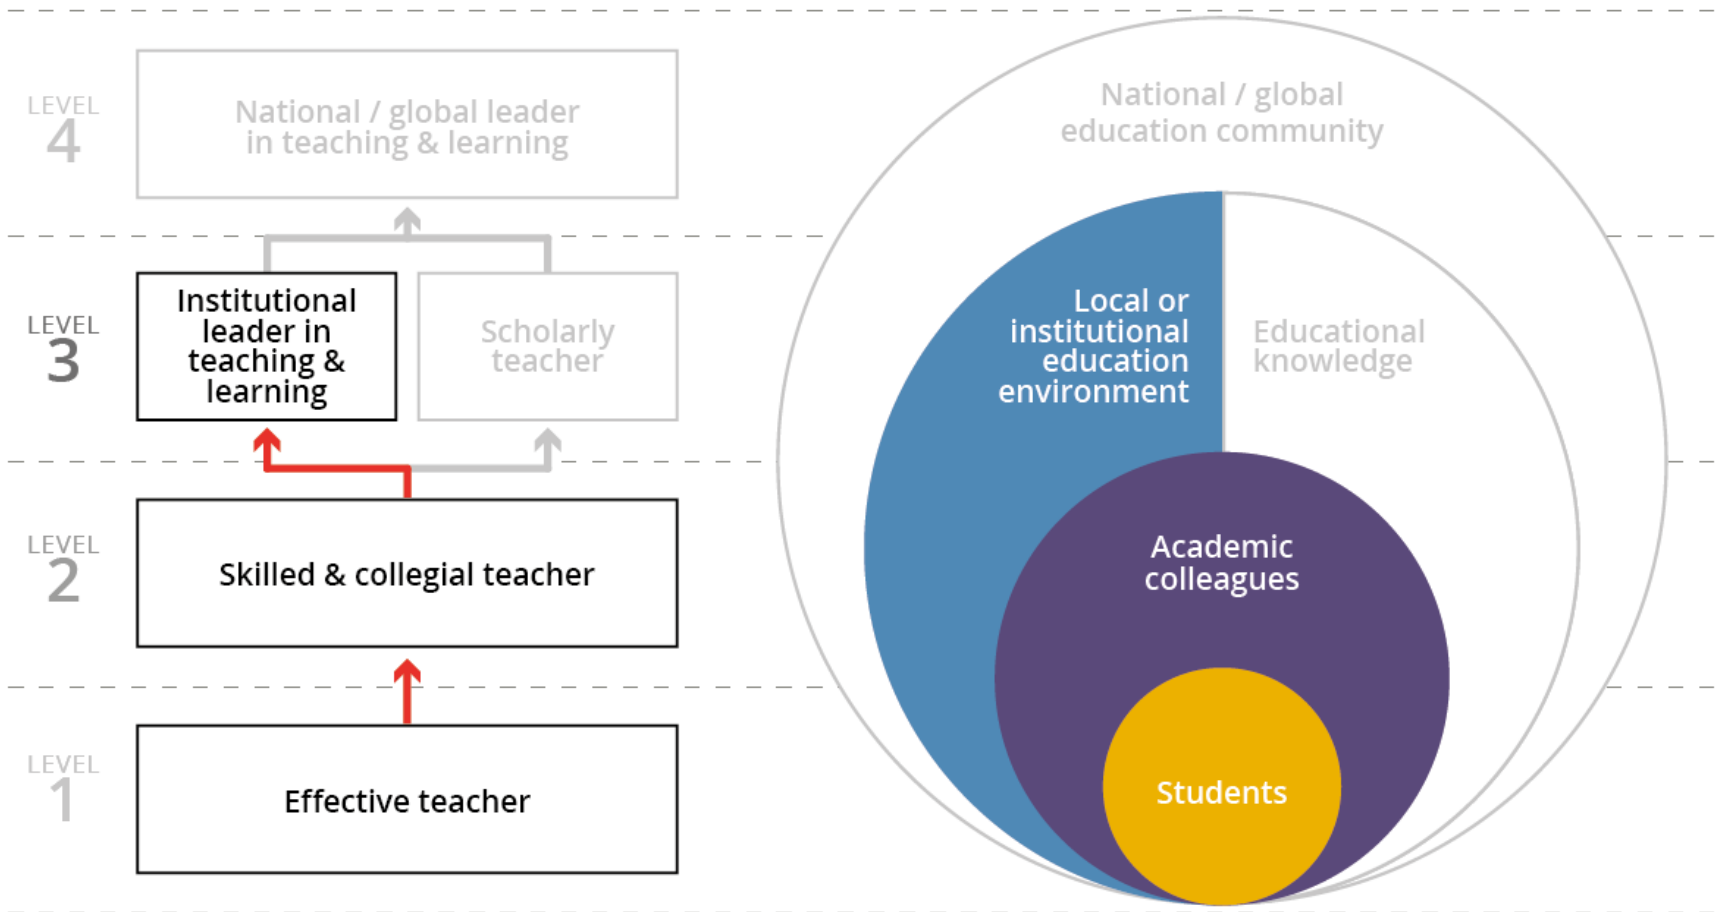 LEVEL
4
National / global leader
in teaching & learning
National / global
education community
LEVEL
3
Institutional
leader in
teaching &
learning
Scholarly
teacher
Local or
institutional
education
environment
Educational
knowledge
LEVEL
2
Skilled & collegial teacher
Academic
colleagues
LEVEL
1
Effective teacher
Students